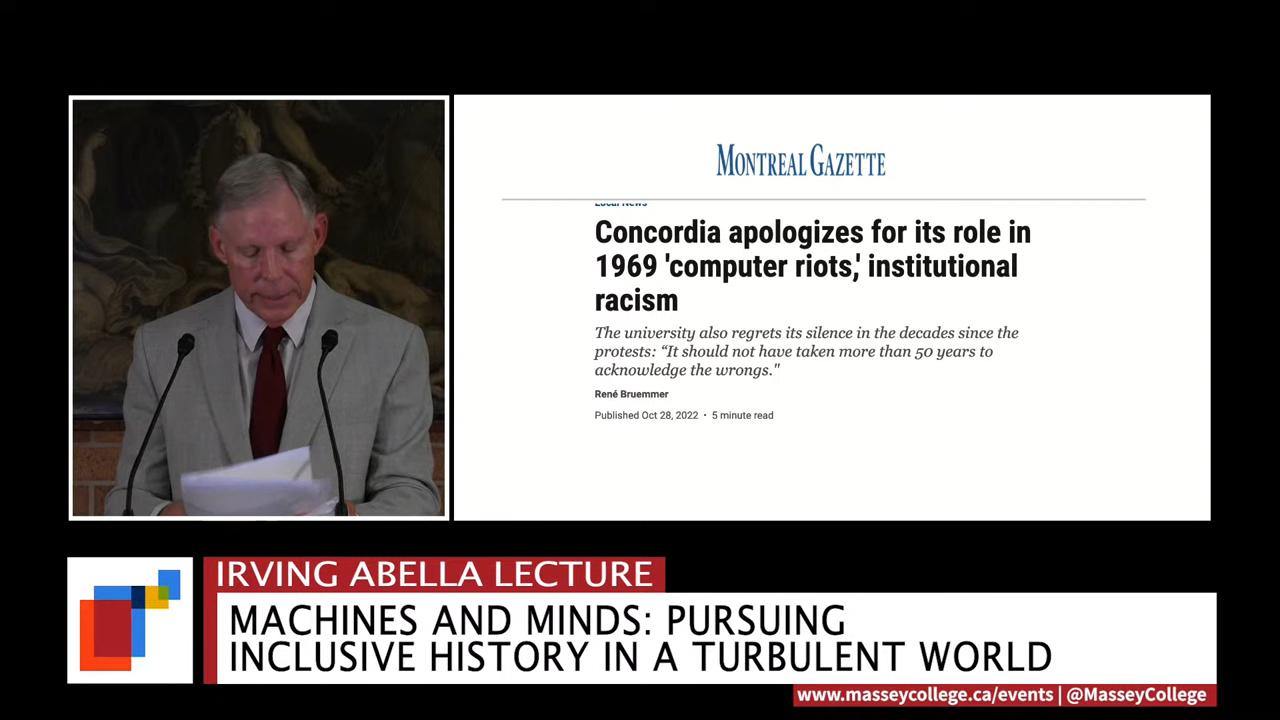 MONTREAL GAZETTE
Local News
Concordia apologizes for its role in
1969 'computer riots,' institutional
racism
The university also regrets its silence in the decades since the
protests: “It should not have taken more than 50 years to
acknowledge the wrongs."
René Bruemmer
Published Oct 28, 2022 • 5 minute read
IRVING ABELLA LECTURE
MACHINES AND MINDS: PURSUING
INCLUSIVE HISTORY IN A TURBULENT WORLD
www.masseycollege.ca/events | @MasseyCollege